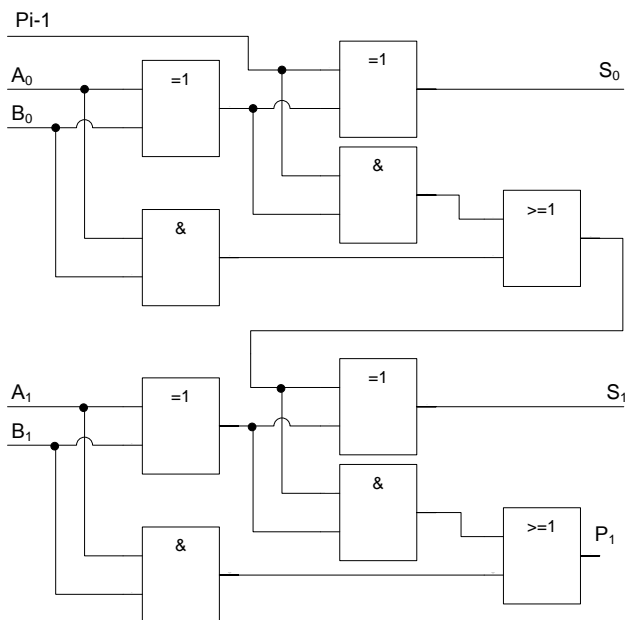 Pi-1
A₀
=1
=1
S₀
B₀
&
&
>=1
A₁
=1
=1
S₁
B₁
&
&
>=1
P₁